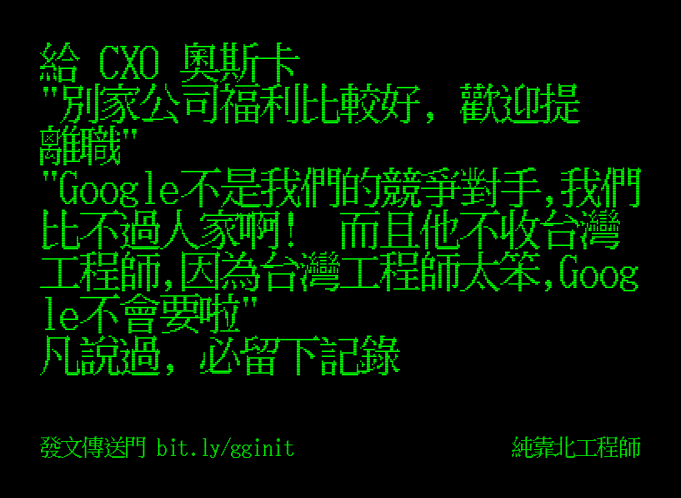 給 CXO 奧斯卡
"別家公司福利比較好, 歡迎提
離職"
"Google不是我們的競爭對手,我們
比不過人家啊!  而且他不收台灣
工程師,因為台灣工程師太笨,Goog
le不會要啦"
凡說過, 必留下記錄
發文傳送門 bit.ly/gginit
純靠北工程師